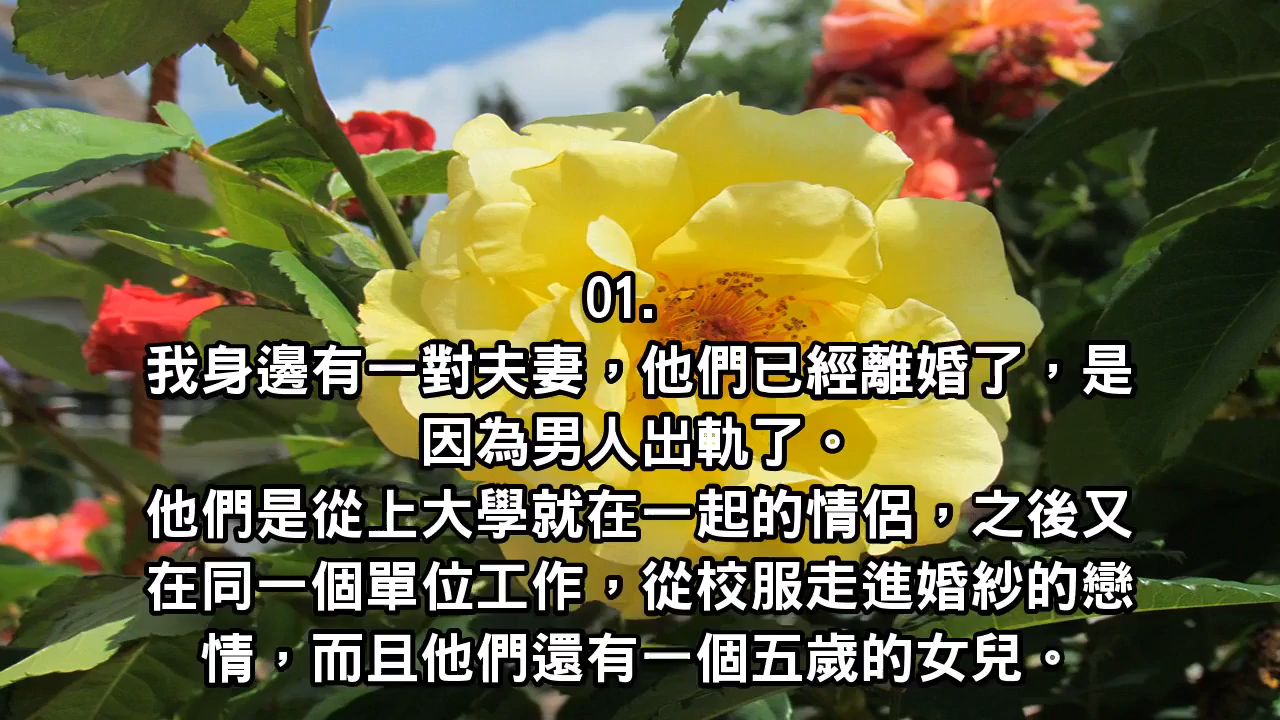 01.
我身邊有一對夫妻，他們已經離婚了，是
因為男人出軌了。
他們是從上大學就在一起的情侶，之後又
在同一個單位工作，從校服走進婚紗的戀
情，而且他們還有一個五歲的女兒。